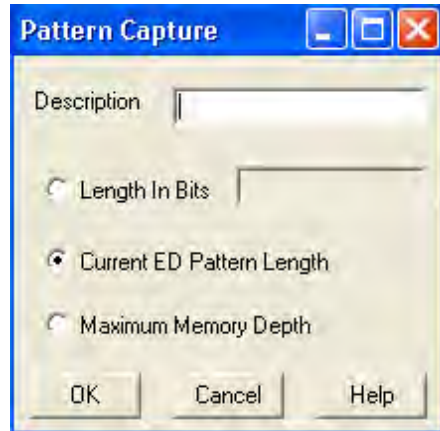 Pattern Capture
Description
Length In Bits
Current ED Pattern Length
Maximum Memory Depth
OK Cancel Help